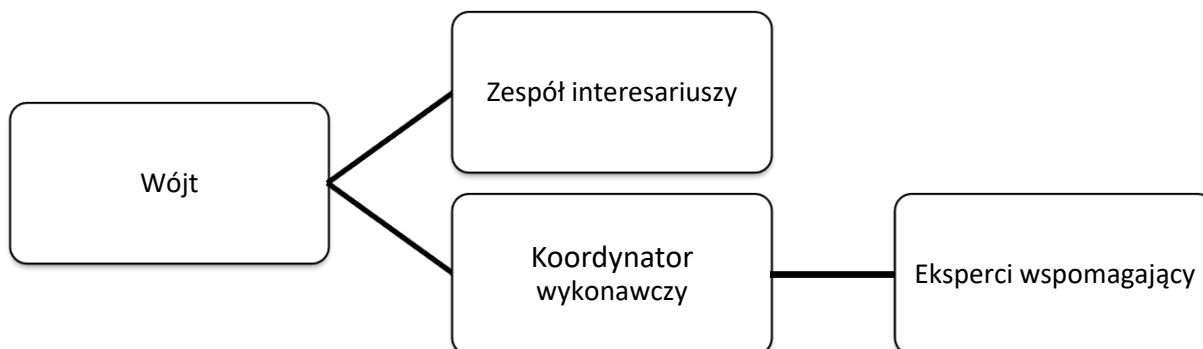 Wójt
Zespół interesariuszy
Koordynator
wykonawczy
Eksperci wspomagający